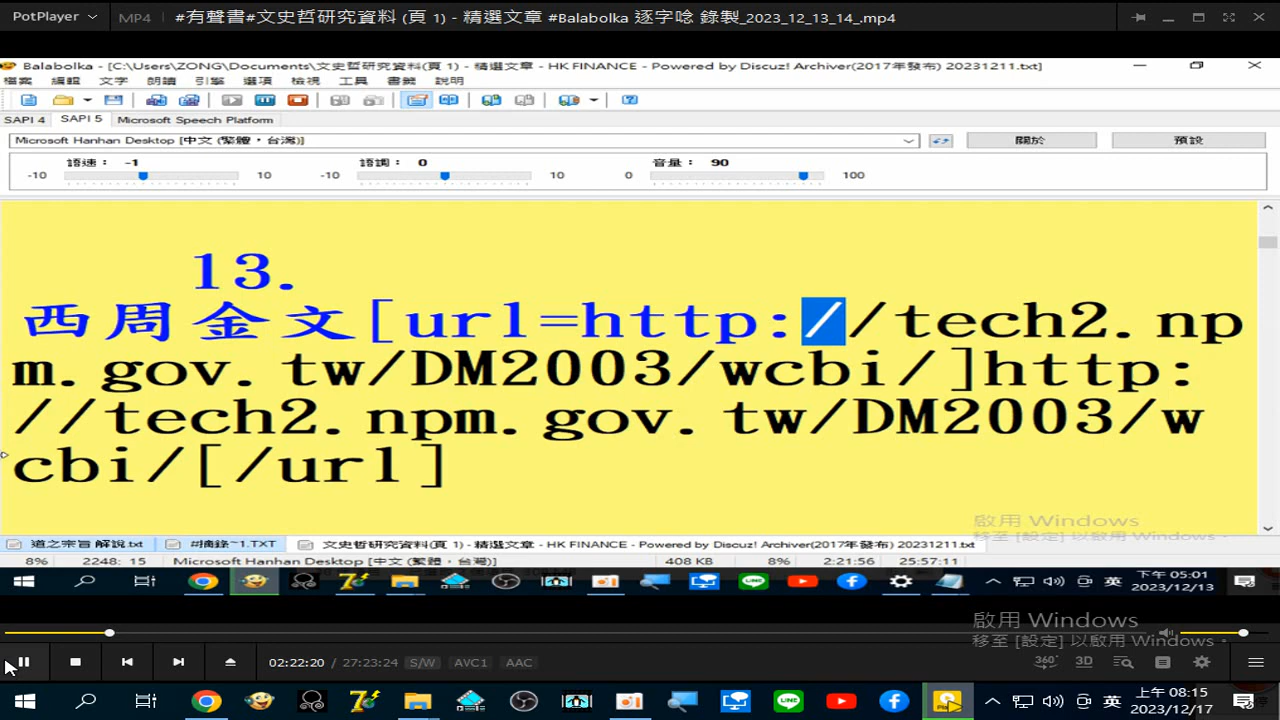 PotPlayer MP4 #有聲書#文史哲研究資料 (頁 1) - 精選文章 #Balabolka 逐字唸 錄製_2023_12_13_14_.mp4
Balabolka - [C:\Users\ZONG\Documents\文史哲研究資料(頁 1) - 精選文章 - HK FINANCE - Powered by Discuz! Archiver(2017年發布) 20231211.txt]
檔案 編輯 文字 朗讀 引擎 選項 檢視 工具 書籤 說明
SAPI 4 SAPI 5 Microsoft Speech Platform
Microsoft Hanhan Desktop [中文 (繁體，台灣)] 關於 預設
語速： -1 語調： 0 音量： 90
-10 10 -10 10 0 100
13.
西周金文[url=http://tech2.np
m.gov.tw/DM2003/wcbi/]http:
//tech2.npm.gov.tw/DM2003/w
cbi/[/url]
啟用 Windows
移至 [設定] 以啟用 Windows。
道之宗旨 解說.txt #摘錄~1.TXT 文史哲研究資料(頁 1) - 精選文章 - HK FINANCE - Powered by Discuz! Archiver(2017年發布) 20231211.txt
8% 2248: 15 Microsoft Hanhan Desktop [中文 (繁體，台灣)] 408 KB 8% 2:21:56 25:57:11
英 下午 05:01
2023/12/13
啟用 Windows
移至 [設定] 以啟用 Windows。
02:22:20 / 27:23:24 S/W AVC1 AAC 360° 3D
英 上午 08:15
2023/12/17